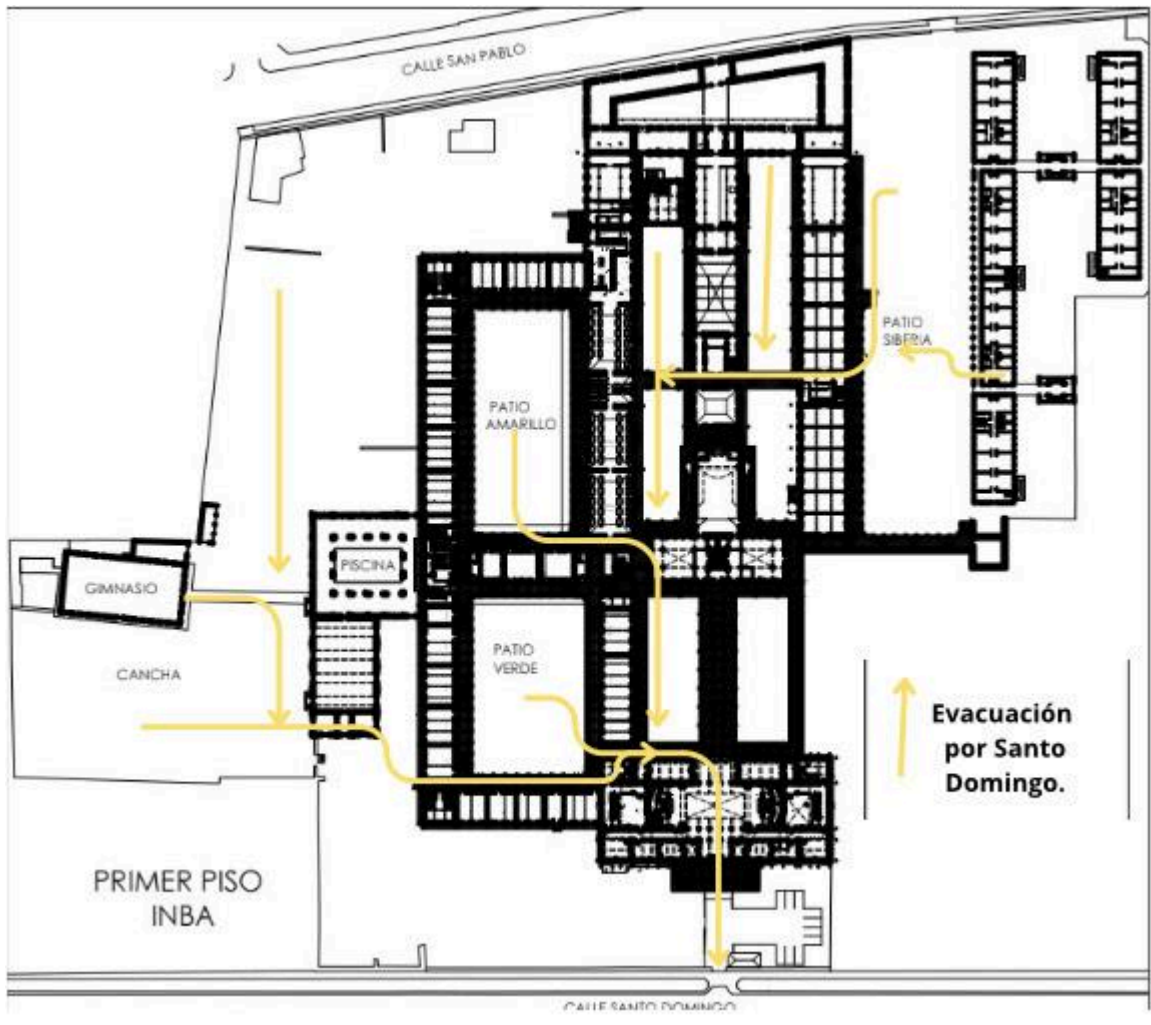 CALLE SAN PABLO
PATIO
SIBERIA
PATIO
AMARILLO
PISCINA
GIMNASIO
CANCHA
PATIO
VERDE
Evacuación
por Santo
Domingo.
PRIMER PISO
INBA
CALLE SANTO DOMINGO